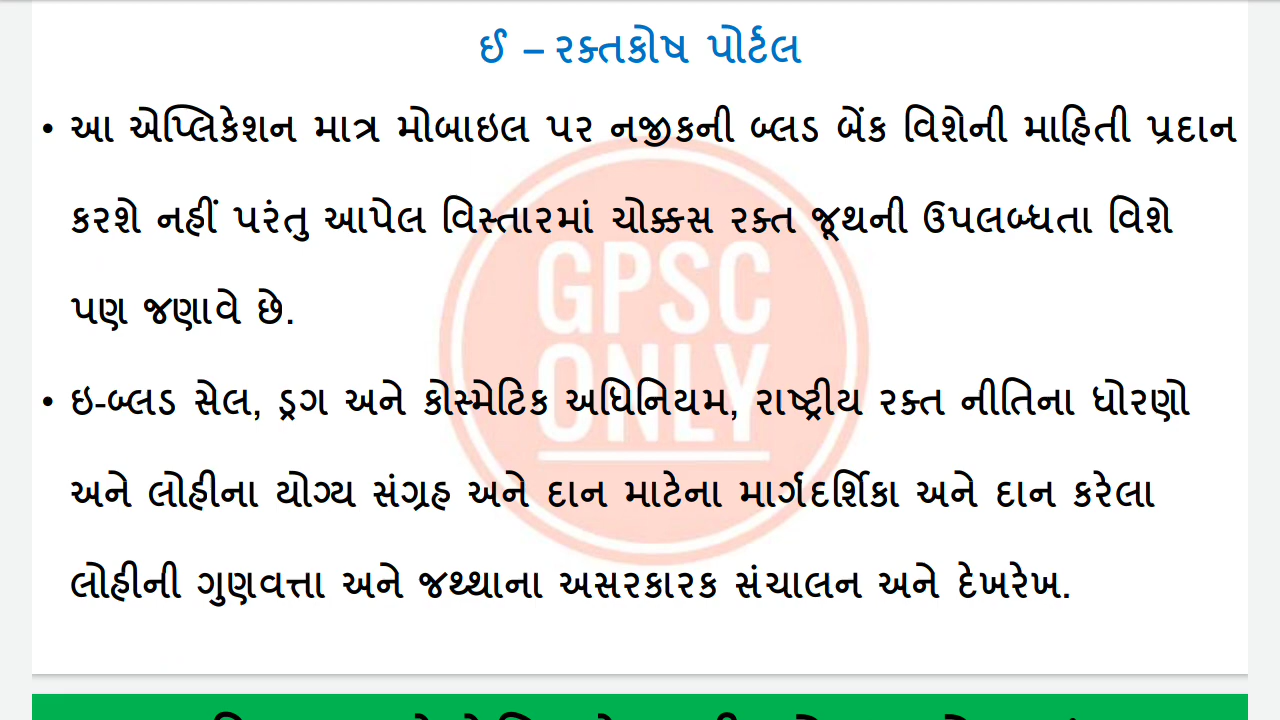 ઈ – રક્તકોષ પોર્ટલ
• આ એપ્લિકેશન માત્ર મોબાઇલ પર નજીકની બ્લડ બેંક વિશેની માહિતી પ્રદાન
કરશે નહીં પરંતુ આપેલ વિસ્તારમાં ચોક્કસ રક્ત જૂથની ઉપલબ્ધતા વિશે
પણ જણાવે છે.
• ઇ-બ્લડ સેલ, ડ્રગ અને કોસ્મેટિક અધિનિયમ, રાષ્ટ્રીય રક્ત નીતિના ધોરણો
અને લોહીના યોગ્ય સંગ્રહ અને દાન માટેના માર્ગદર્શિકા અને દાન કરેલા
લોહીની ગુણવત્તા અને જથ્થાના અસરકારક સંચાલન અને દેખરેખ.
GPSC
ONLY